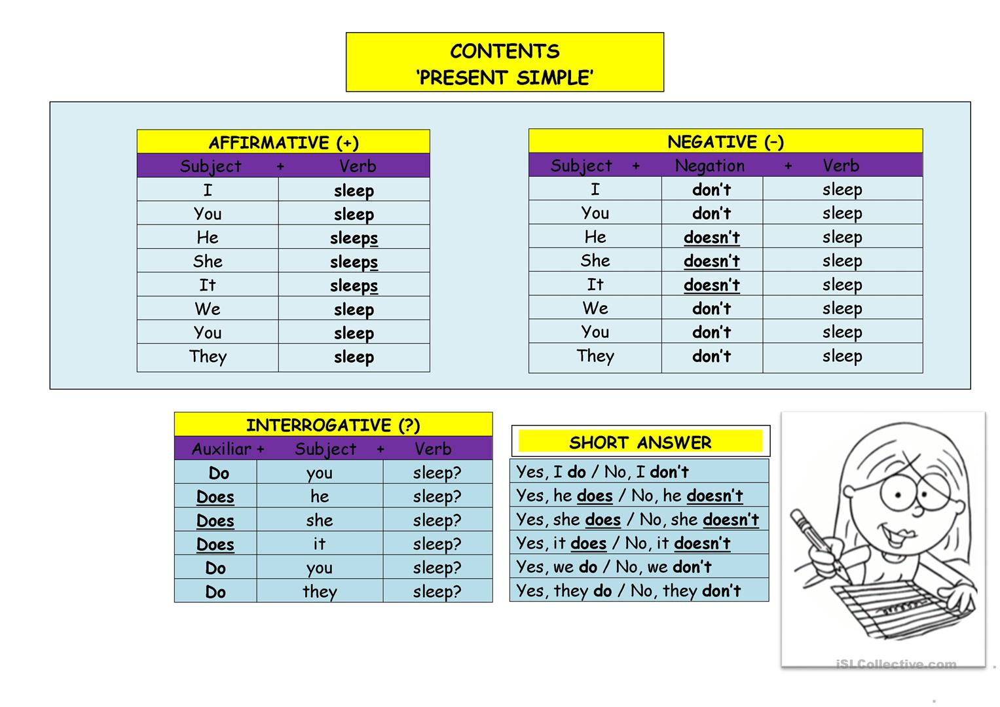 CONTENTS
‘PRESENT SIMPLE’
AFFIRMATIVE (+)
Subject + Verb
I sleep
You sleep
He sleeps
She sleeps
It sleeps
We sleep
You sleep
They sleep
NEGATIVE (–)
Subject + Negation + Verb
I don’t sleep
You don’t sleep
He doesn’t sleep
She doesn’t sleep
It doesn’t sleep
We don’t sleep
You don’t sleep
They don’t sleep
INTERROGATIVE (?)
Auxiliar + Subject + Verb
Do you sleep?
Does he sleep?
Does she sleep?
Does it sleep?
Do you sleep?
Do they sleep?
SHORT ANSWER
Yes, I do / No, I don’t
Yes, he does / No, he doesn’t
Yes, she does / No, she doesn’t
Yes, it does / No, it doesn’t
Yes, we do / No, we don’t
Yes, they do / No, they don’t
iSLCollective.com